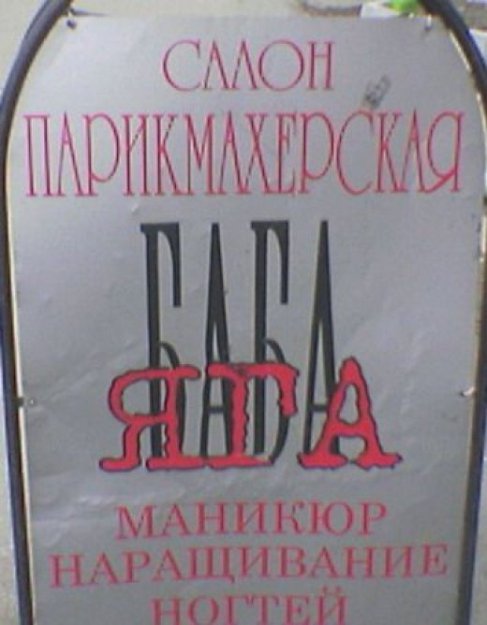 САЛОН
ПАРИКМАХЕРСКАЯ
БАБА
ЯГА
МАНИКЮР
НАРАЩИВАНИЕ
НОГТЕЙ